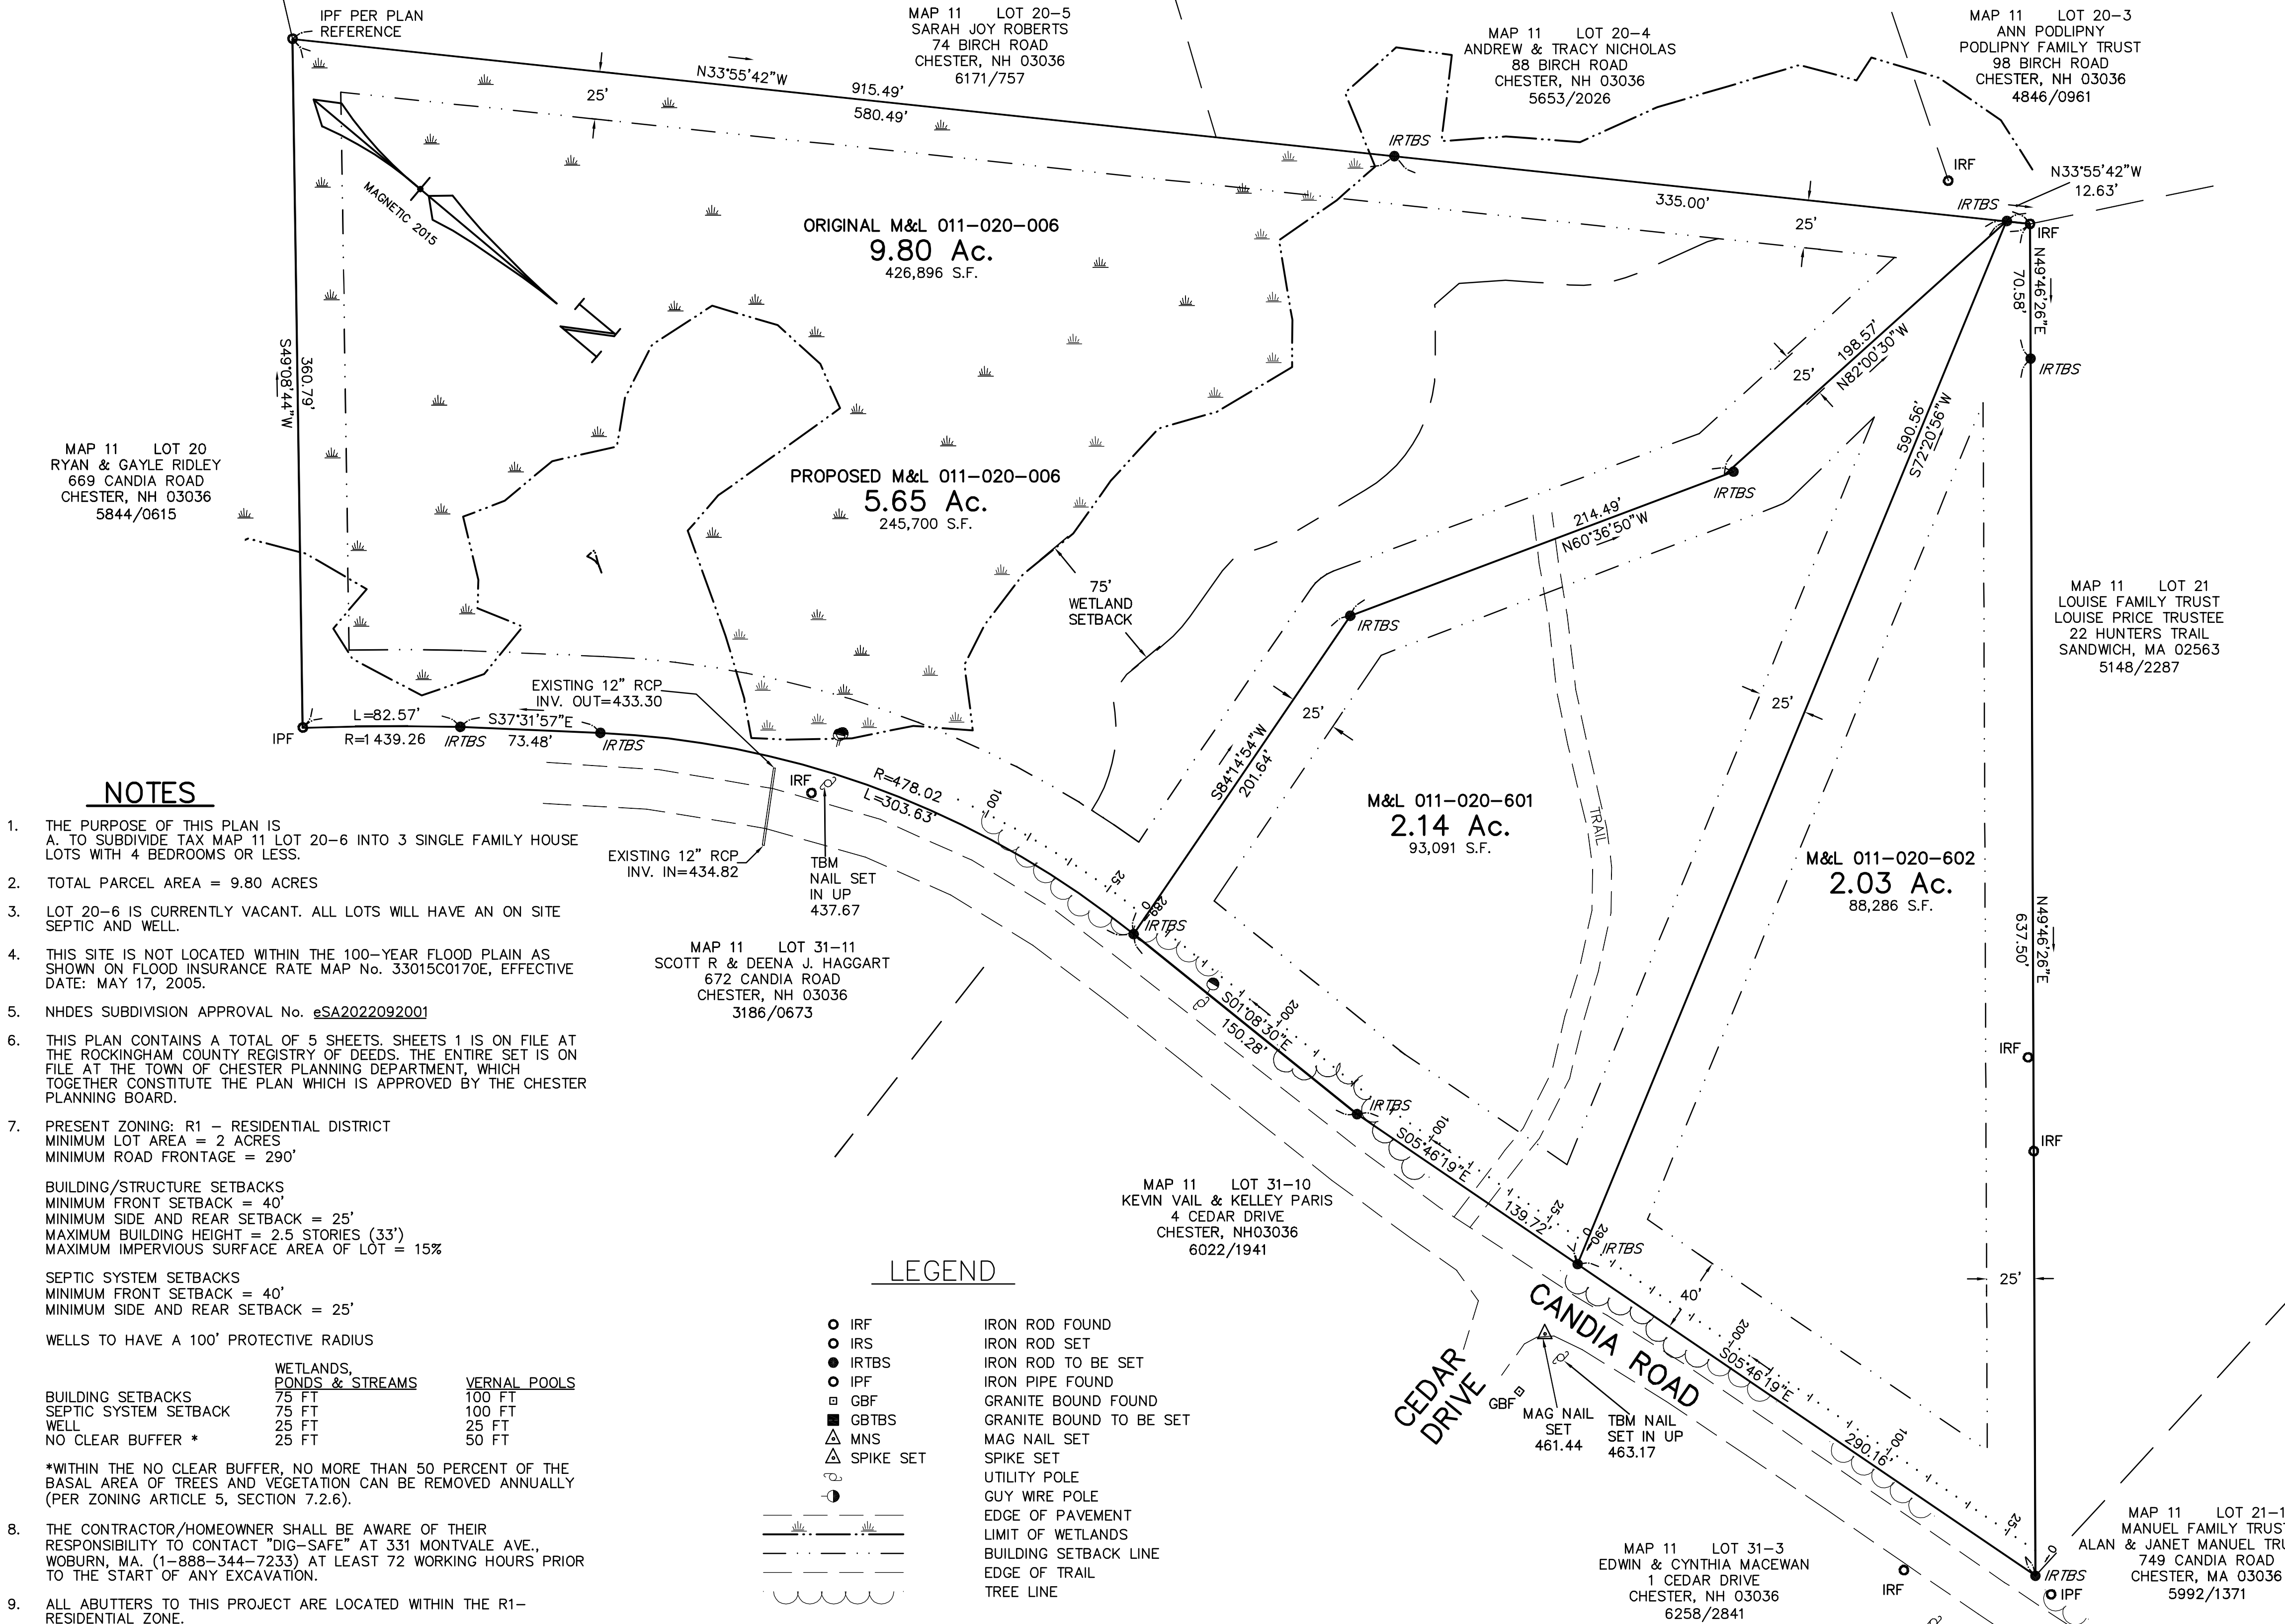 IPF PER PLAN
REFERENCE
MAP 11 LOT 20-5
SARAH JOY ROBERTS
74 BIRCH ROAD
CHESTER, NH 03036
6171/757
MAP 11 LOT 20-4
ANDREW & TRACY NICHOLAS
88 BIRCH ROAD
CHESTER, NH 03036
5653/2026
MAP 11 LOT 20-3
ANN PODLIPNY
PODLIPNY FAMILY TRUST
98 BIRCH ROAD
CHESTER, NH 03036
4846/0961
N33°55'42"W
915.49'
580.49'
25'
IRTBS
335.00'
25'
IRF
N33°55'42"W
12.63'
IRTBS
IRF
N49°46'26"E
70.58'
IRTBS
MAGNETIC 2015
N
ORIGINAL M&L 011-020-006
9.80 Ac.
426,896 S.F.
S49°08'44"W
360.79'
198.57'
N82°00'30"W
25'
590.56'
S72°20'56"W
MAP 11 LOT 20
RYAN & GAYLE RIDLEY
669 CANDIA ROAD
CHESTER, NH 03036
5844/0615
PROPOSED M&L 011-020-006
5.65 Ac.
245,700 S.F.
IRTBS
214.49'
N60°36'50"W
75'
WETLAND
SETBACK
IRTBS
MAP 11 LOT 21
LOUISE FAMILY TRUST
LOUISE PRICE TRUSTEE
22 HUNTERS TRAIL
SANDWICH, MA 02563
5148/2287
EXISTING 12" RCP
INV. OUT=433.30
25'
25'
IPF
L=82.57'
R=1439.26
IRTBS
S37°31'57"E
73.48'
IRTBS
S84°14'54"W
201.64'
R=478.02
L=303.63'
100
25
0
289
IRTBS
IRF
EXISTING 12" RCP
INV. IN=434.82
TBM
NAIL SET
IN UP
437.67
M&L 011-020-601
2.14 Ac.
93,091 S.F.
TRAIL
M&L 011-020-602
2.03 Ac.
88,286 S.F.
N49°46'26"E
637.50'
MAP 11 LOT 31-11
SCOTT R & DEENA J. HAGGART
672 CANDIA ROAD
CHESTER, NH 03036
3186/0673
S01°08'30"E
150.28'
200
IRTBS
IRF
IRF
S05°46'19"E
139.72'
100
25
0
290
IRTBS
MAP 11 LOT 31-10
KEVIN VAIL & KELLEY PARIS
4 CEDAR DRIVE
CHESTER, NH03036
6022/1941
25'
40'
CANDIA ROAD
CEDAR
DRIVE
GBF
MAG NAIL
SET
461.44
TBM NAIL
SET IN UP
463.17
S05°46'19"E
290.16'
200
100
25
0
IRTBS
IPF
IRF
MAP 11 LOT 31-3
EDWIN & CYNTHIA MACEWAN
1 CEDAR DRIVE
CHESTER, NH 03036
6258/2841
MAP 11 LOT 21-1
MANUEL FAMILY TRUST
ALAN & JANET MANUEL TRU
749 CANDIA ROAD
CHESTER, MA 03036
5992/1371
NOTES
1. THE PURPOSE OF THIS PLAN IS
A. TO SUBDIVIDE TAX MAP 11 LOT 20-6 INTO 3 SINGLE FAMILY HOUSE
LOTS WITH 4 BEDROOMS OR LESS.
2. TOTAL PARCEL AREA = 9.80 ACRES
3. LOT 20-6 IS CURRENTLY VACANT. ALL LOTS WILL HAVE AN ON SITE
SEPTIC AND WELL.
4. THIS SITE IS NOT LOCATED WITHIN THE 100-YEAR FLOOD PLAIN AS
SHOWN ON FLOOD INSURANCE RATE MAP No. 33015C0170E, EFFECTIVE
DATE: MAY 17, 2005.
5. NHDES SUBDIVISION APPROVAL No. eSA2022092001
6. THIS PLAN CONTAINS A TOTAL OF 5 SHEETS. SHEETS 1 IS ON FILE AT
THE ROCKINGHAM COUNTY REGISTRY OF DEEDS. THE ENTIRE SET IS ON
FILE AT THE TOWN OF CHESTER PLANNING DEPARTMENT, WHICH
TOGETHER CONSTITUTE THE PLAN WHICH IS APPROVED BY THE CHESTER
PLANNING BOARD.
7. PRESENT ZONING: R1 - RESIDENTIAL DISTRICT
MINIMUM LOT AREA = 2 ACRES
MINIMUM ROAD FRONTAGE = 290'
BUILDING/STRUCTURE SETBACKS
MINIMUM FRONT SETBACK = 40'
MINIMUM SIDE AND REAR SETBACK = 25'
MAXIMUM BUILDING HEIGHT = 2.5 STORIES (33')
MAXIMUM IMPERVIOUS SURFACE AREA OF LOT = 15%
SEPTIC SYSTEM SETBACKS
MINIMUM FRONT SETBACK = 40'
MINIMUM SIDE AND REAR SETBACK = 25'
WELLS TO HAVE A 100' PROTECTIVE RADIUS
WETLANDS,
PONDS & STREAMS VERNAL POOLS
BUILDING SETBACKS 75 FT 100 FT
SEPTIC SYSTEM SETBACK 75 FT 100 FT
WELL 25 FT 25 FT
NO CLEAR BUFFER * 25 FT 50 FT
*WITHIN THE NO CLEAR BUFFER, NO MORE THAN 50 PERCENT OF THE
BASAL AREA OF TREES AND VEGETATION CAN BE REMOVED ANNUALLY
(PER ZONING ARTICLE 5, SECTION 7.2.6).
8. THE CONTRACTOR/HOMEOWNER SHALL BE AWARE OF THEIR
RESPONSIBILITY TO CONTACT "DIG-SAFE" AT 331 MONTVALE AVE.,
WOBURN, MA. (1-888-344-7233) AT LEAST 72 WORKING HOURS PRIOR
TO THE START OF ANY EXCAVATION.
9. ALL ABUTTERS TO THIS PROJECT ARE LOCATED WITHIN THE R1-
RESIDENTIAL ZONE.
LEGEND
IRF IRON ROD FOUND
IRS IRON ROD SET
IRTBS IRON ROD TO BE SET
IPF IRON PIPE FOUND
GBF GRANITE BOUND FOUND
GBTBS GRANITE BOUND TO BE SET
MNS MAG NAIL SET
SPIKE SET SPIKE SET
UTILITY POLE
GUY WIRE POLE
EDGE OF PAVEMENT
LIMIT OF WETLANDS
BUILDING SETBACK LINE
EDGE OF TRAIL
TREE LINE